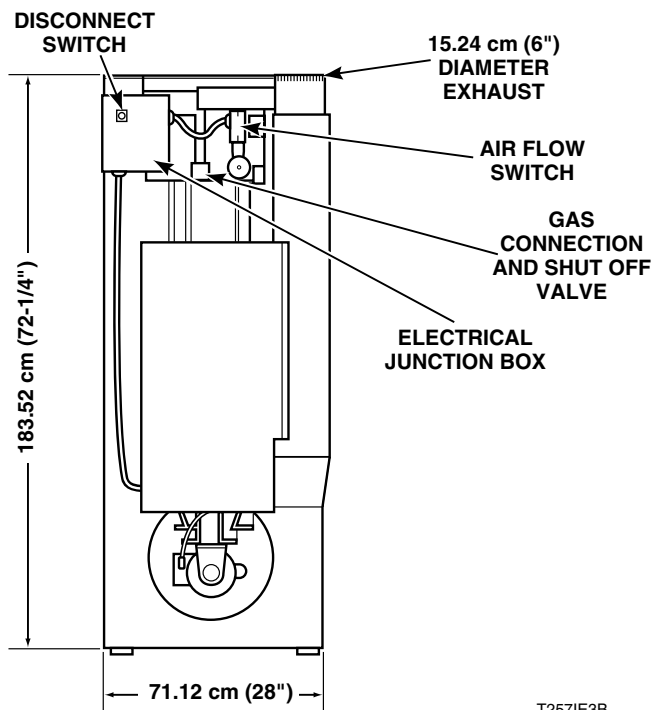 DISCONNECT
SWITCH
15.24 cm (6")
DIAMETER
EXHAUST
AIR FLOW
SWITCH
GAS
CONNECTION
AND SHUT OFF
VALVE
ELECTRICAL
JUNCTION BOX
183.52 cm (72-1/4")
71.12 cm (28")
T257IE3B